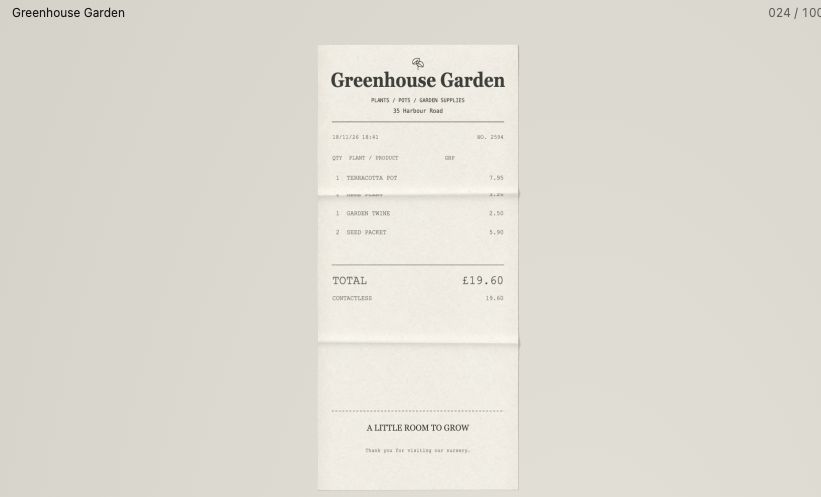 Greenhouse Garden
024 / 100
Greenhouse Garden
PLANTS / POTS / GARDEN SUPPLIES
35 Harbour Road
18/11/26 18:41 NO. 2594
QTY PLANT / PRODUCT GBP
1 TERRACOTTA POT 7.95
PLANT
1 GARDEN TWINE 2.50
2 SEED PACKET 5.90
TOTAL £19.60
CONTACTLESS 19.60
A LITTLE ROOM TO GROW
Thank you for visiting our nursery.